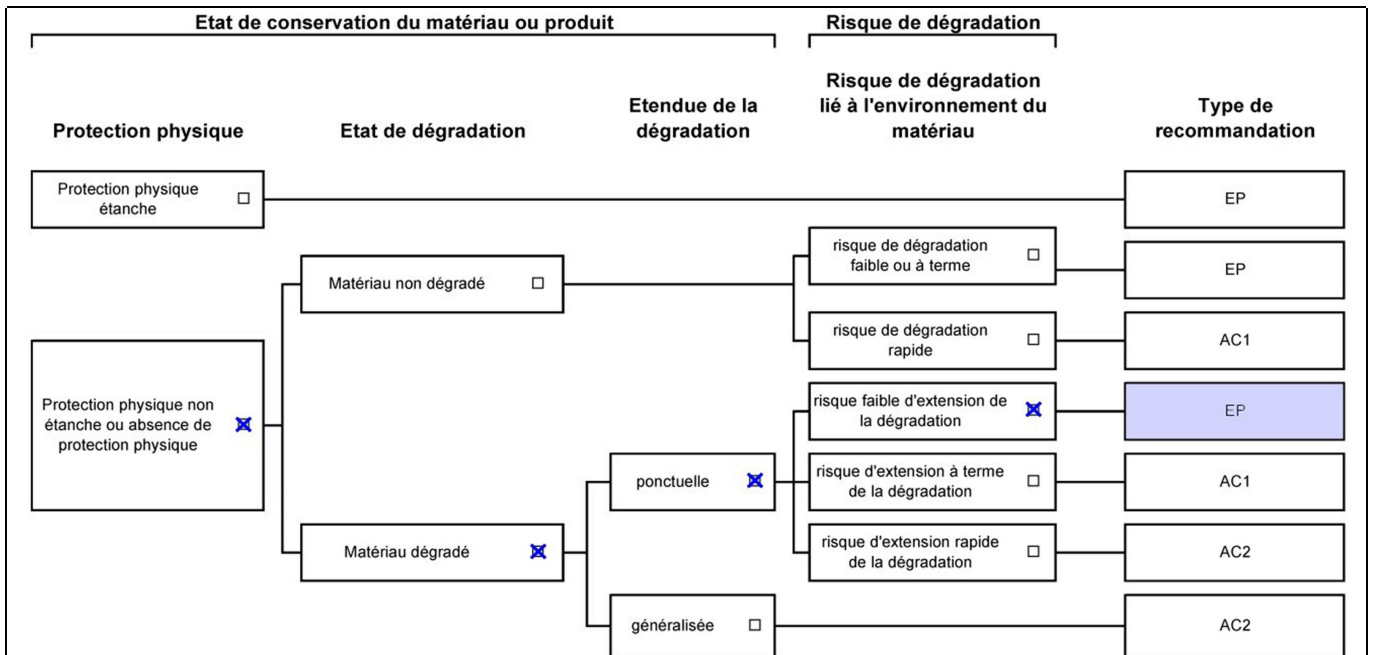 Etat de conservation du matériau ou produit
Risque de dégradation
Protection physique
Etat de dégradation
Etendue de la
dégradation
Risque de dégradation
lié à l'environnement du
matériau
Type de
recommandation
Protection physique
étanche
EP
Matériau non dégradé
risque de dégradation
faible ou à terme
EP
risque de dégradation
rapide
AC1
Protection physique non
étanche ou absence de
protection physique
risque faible d'extension de
la dégradation
EP
ponctuelle
risque d'extension à terme
de la dégradation
AC1
Matériau dégradé
risque d'extension rapide
de la dégradation
AC2
généralisée
AC2